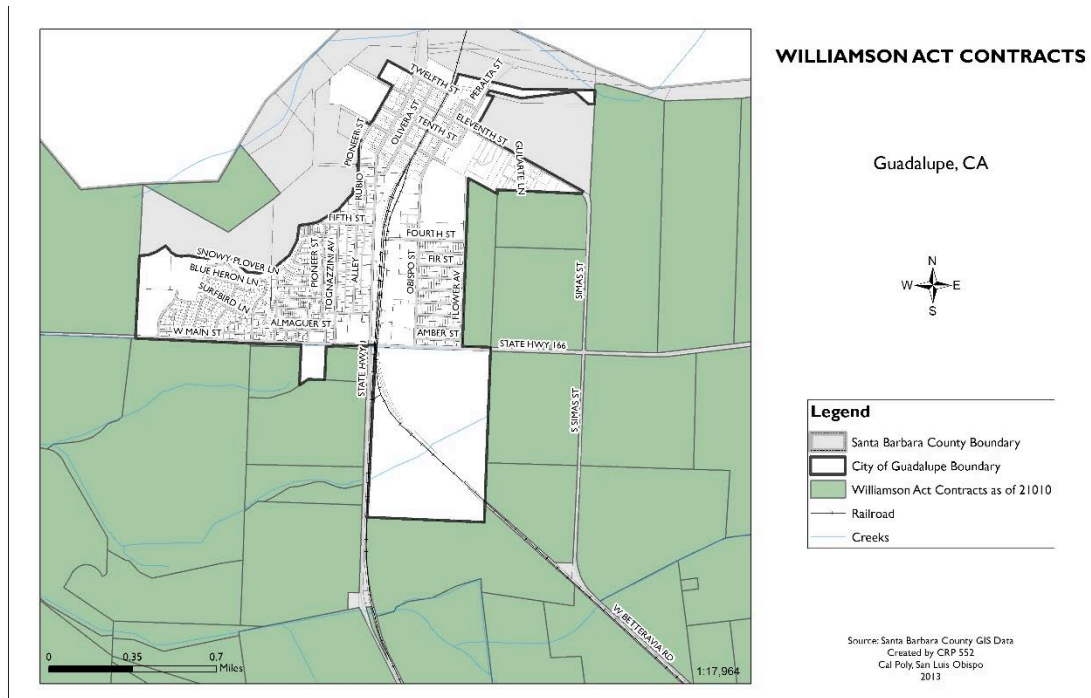 WILLIAMSON ACT CONTRACTS
Guadalupe, CA
N
W E
S
Legend
Santa Barbara County Boundary
City of Guadalupe Boundary
Williamson Act Contracts as of 21010
Railroad
Creeks
Source: Santa Barbara County GIS Data
Created by CRP 552
Cal Poly, San Luis Obispo
2013
TWELFTH ST
PERALTA ST
OLIVERA ST
TENTH ST
ELEVENTH ST
PIONEER ST
GULARTE LN
RUBIO
FIFTH ST
FOURTH ST
SNOWY PLOVER LN
PIONEER ST
TOGNAZZINI AV
ALLEY
OBISPO ST
FIR ST
FLOWER AV
BLUE HERON LN
SURFBIRD LN
SIMAS ST
W MAIN ST
ALMAGUER ST
AMBER ST
STATE HWY 1
STATE HWY 166
S SIMAS ST
W BETTERAVIA RD
0 0.35 0.7
Miles
1:17,964